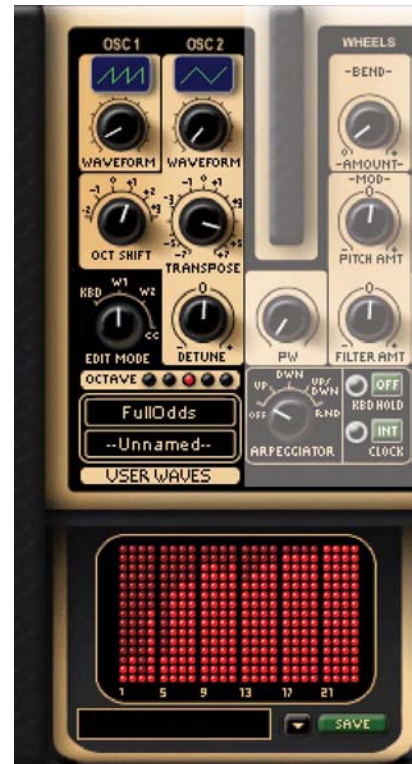 OSC 1 OSC 2 WHEELS
-BEND-
WAVEFORM WAVEFORM 0 +
-AMOUNT-
-MOD-
-2 -1 0 +1 +2 +3
-3 0 +3 -5 +5 -7 +7
- 0 +
OCT SHIFT TRANSPOSE PITCH AMT
KBD W1 W2 CC
- 0 + - 0 +
EDIT MODE DETUNE PW FILTER AMT
OCTAVE
OFF UP DWN UP/DWN RND OFF
KBD HOLD
FullOdds INT
--Unnamed-- ARPEGGIATOR CLOCK
USER WAVES
1 5 9 13 17 21
SAVE